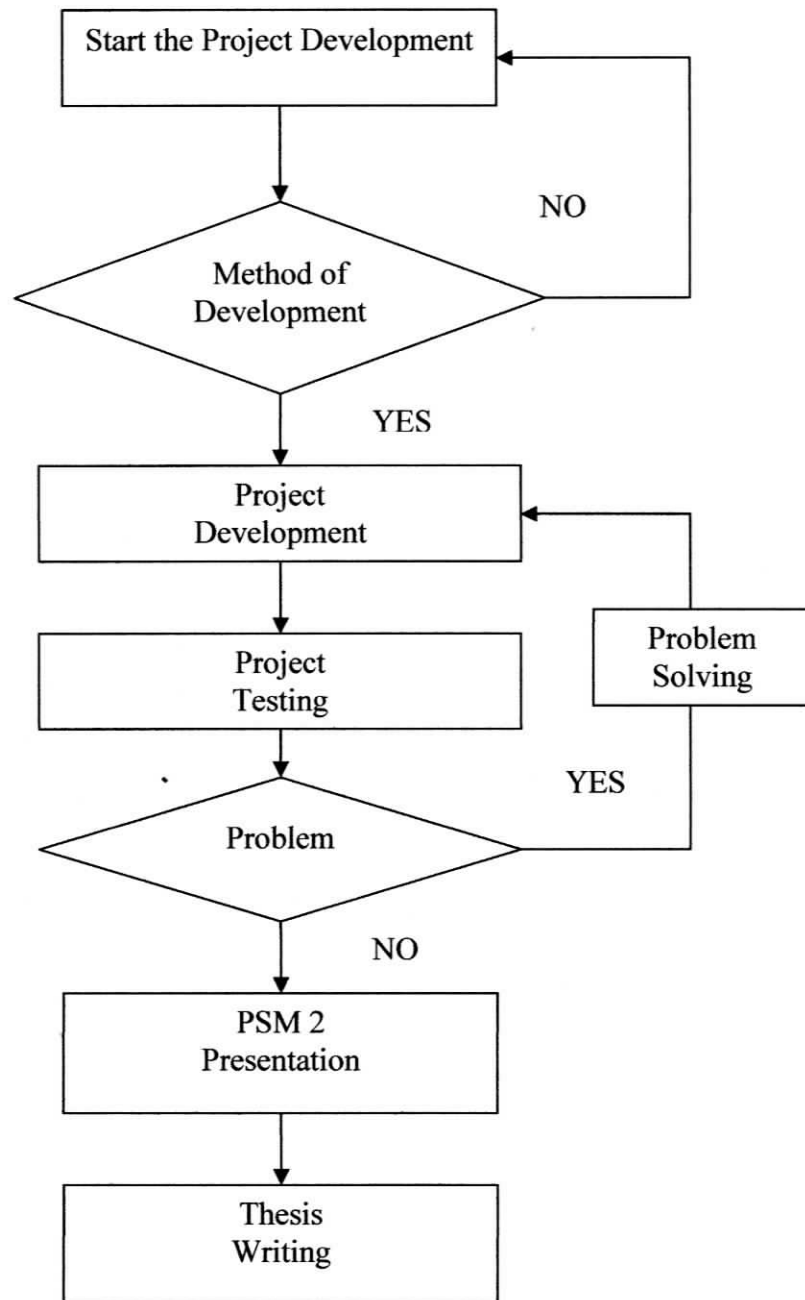 Start the Project Development
NO
Method of
Development
YES
Project
Development
Problem
Solving
Project
Testing
YES
Problem
NO
PSM 2
Presentation
Thesis
Writing